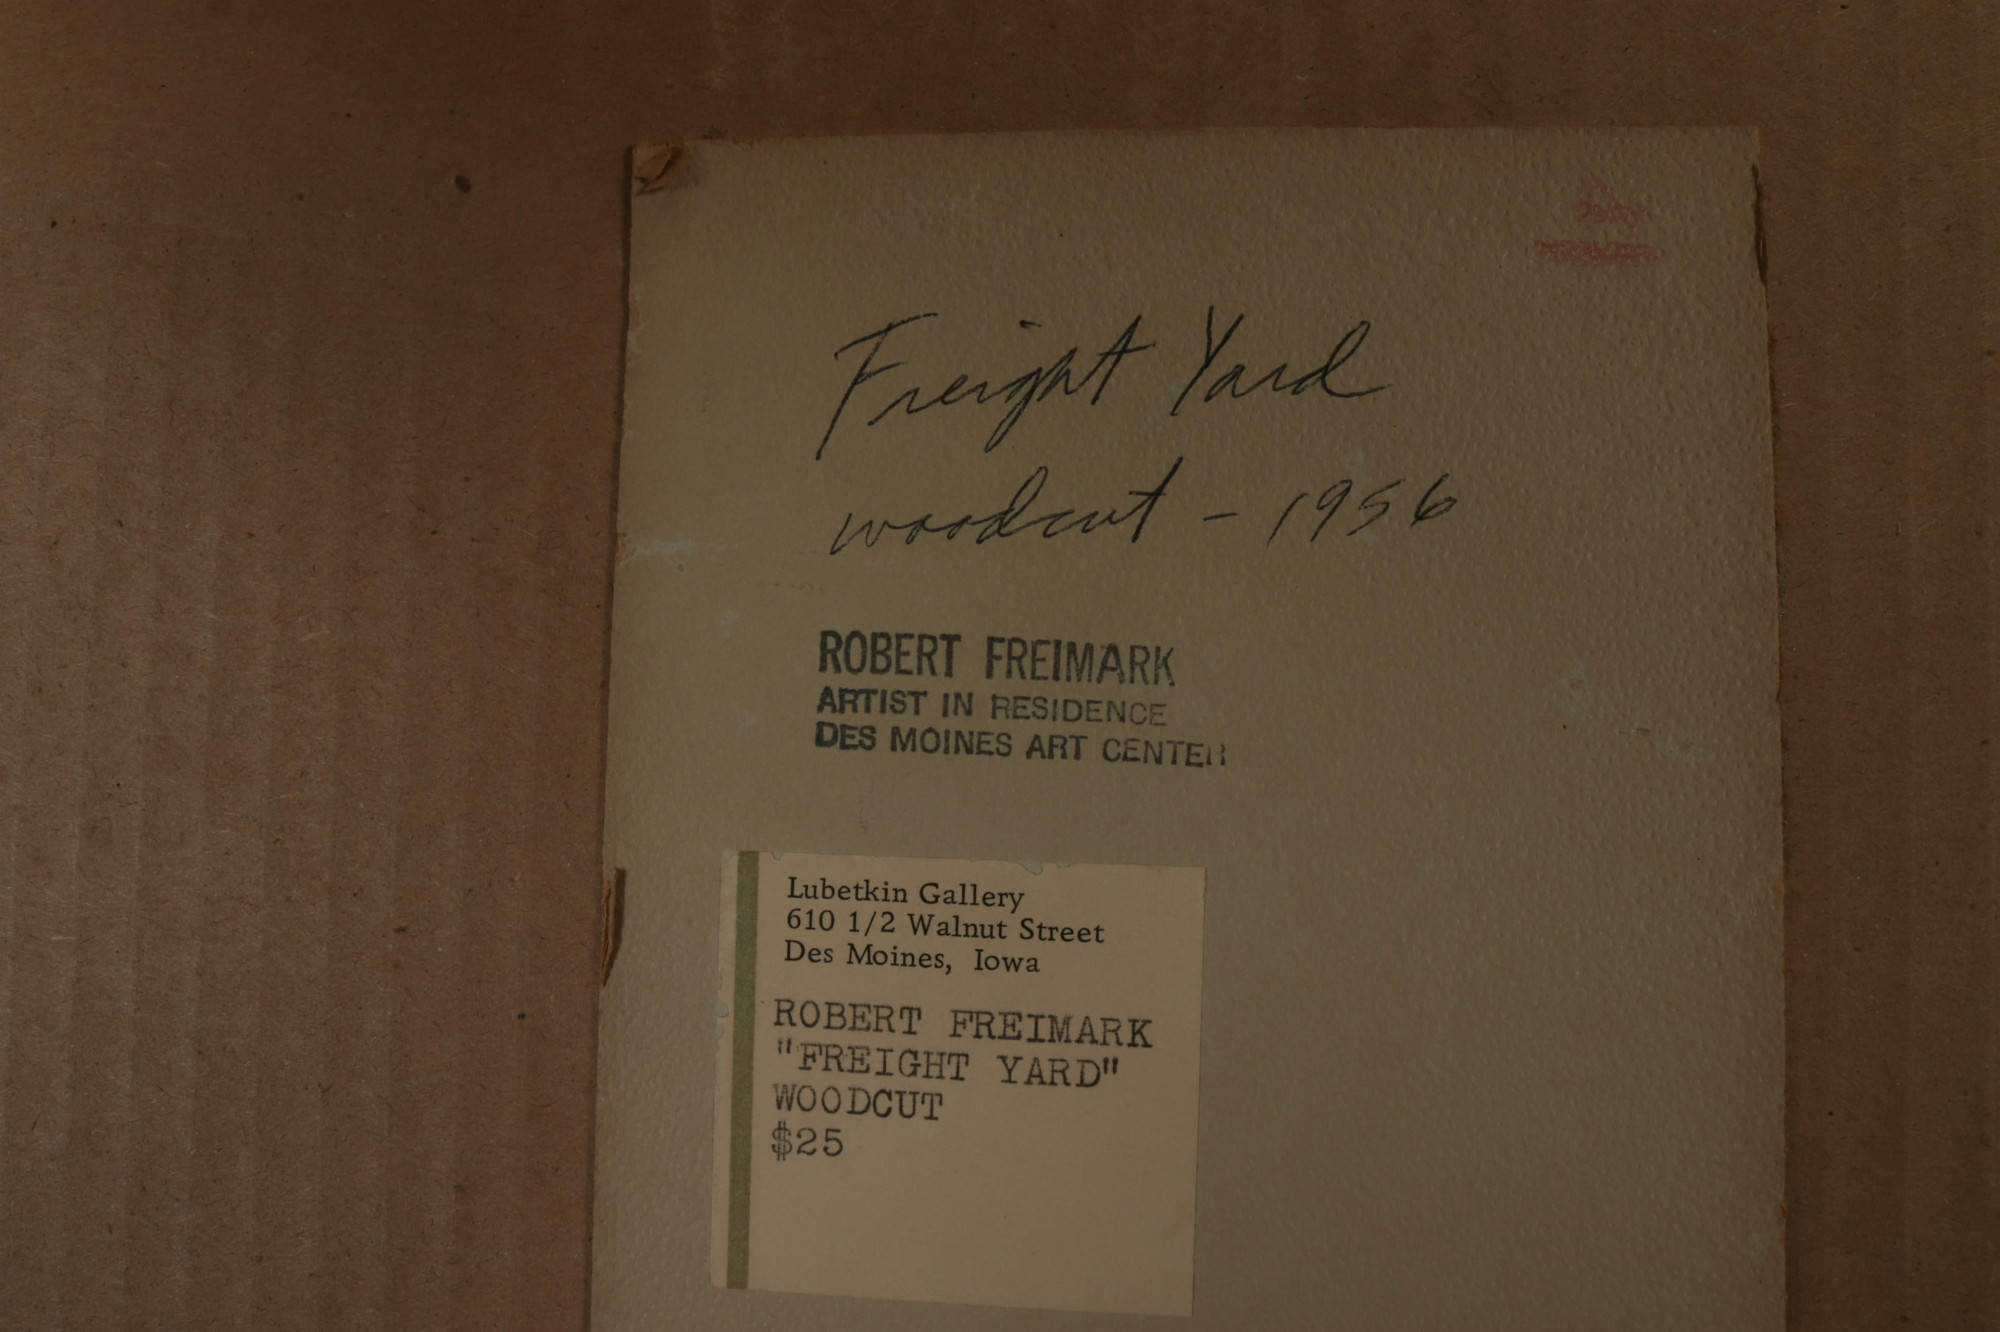 Freight Yard
woodcut - 1956
ROBERT FREIMARK
ARTIST IN RESIDENCE
DES MOINES ART CENTER
Lubetkin Gallery
610 1/2 Walnut Street
Des Moines, Iowa
ROBERT FREIMARK
"FREIGHT YARD"
WOODCUT
$25